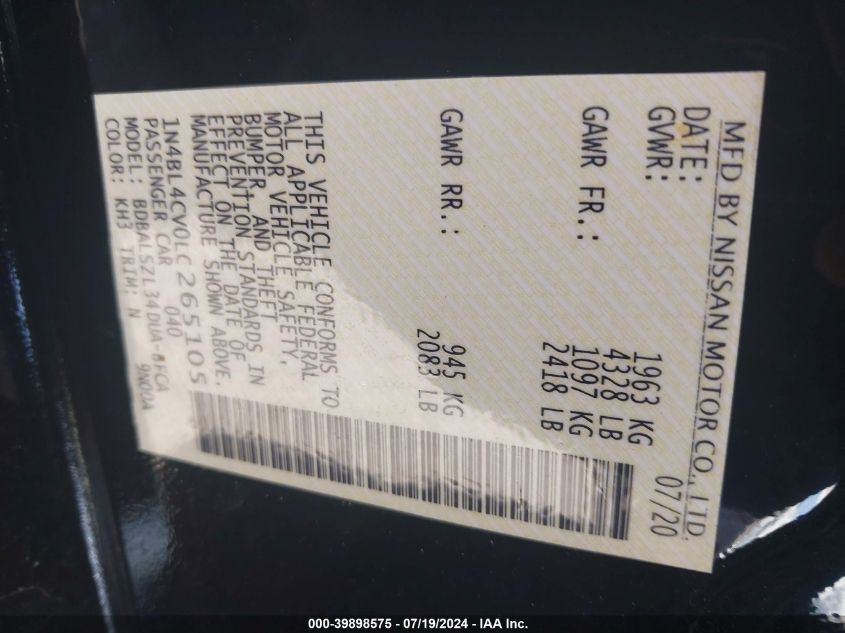 MFD BY NISSAN MOTOR CO., LTD.
DATE: 07/20
GVWR: 1963 KG
4328 LB
GAWR FR.: 1097 KG
2418 LB
GAWR RR.: 945 KG
2083 LB
THIS VEHICLE CONFORMS TO
ALL APPLICABLE FEDERAL
MOTOR VEHICLE SAFETY,
BUMPER, AND THEFT
PREVENTION STANDARDS IN
EFFECT ON THE DATE OF
MANUFACTURE SHOWN ABOVE.
1N4BL4CV0LC265105
PASSENGER CAR 040
MODEL: BDBALSZL34DUA-6FCA
COLOR: KH3 TRIM: N 9N00A
000-39898575 - 07/19/2024 - IAA Inc.